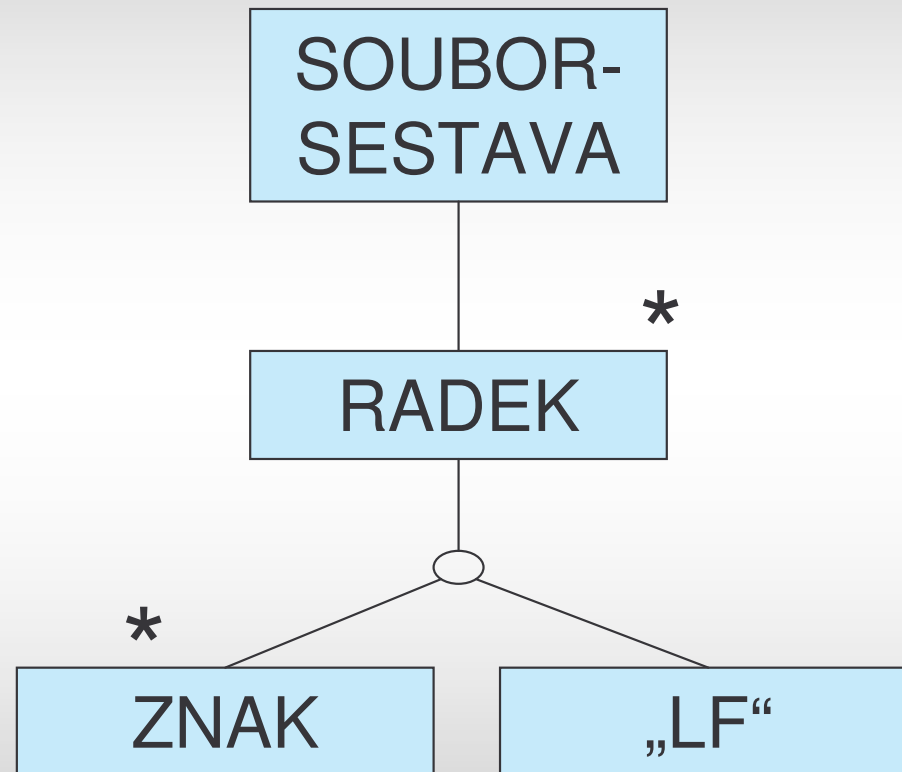 SOUBOR-
SESTAVA
*
RADEK
*
ZNAK
„LF“